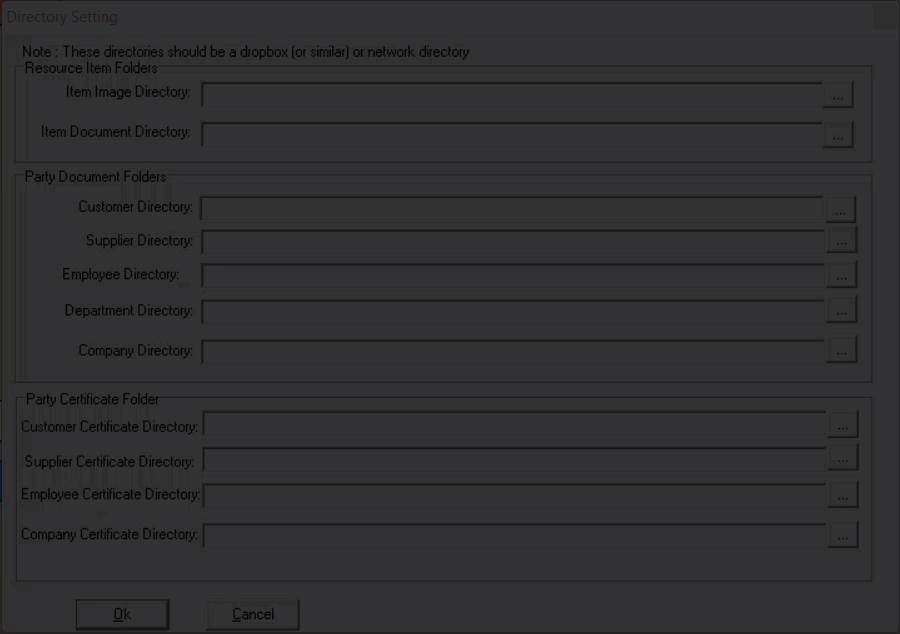 Directory Setting
Note : These directories should be a dropbox (or similar) or network directory
Resource Item Folders
Item Image Directory: ...
Item Document Directory: ...
Party Document Folders
Customer Directory: ...
Supplier Directory: ...
Employee Directory: ...
Department Directory: ...
Company Directory: ...
Party Certificate Folder
Customer Certificate Directory: ...
Supplier Certificate Directory: ...
Employee Certificate Directory: ...
Company Certificate Directory: ...
Ok Cancel